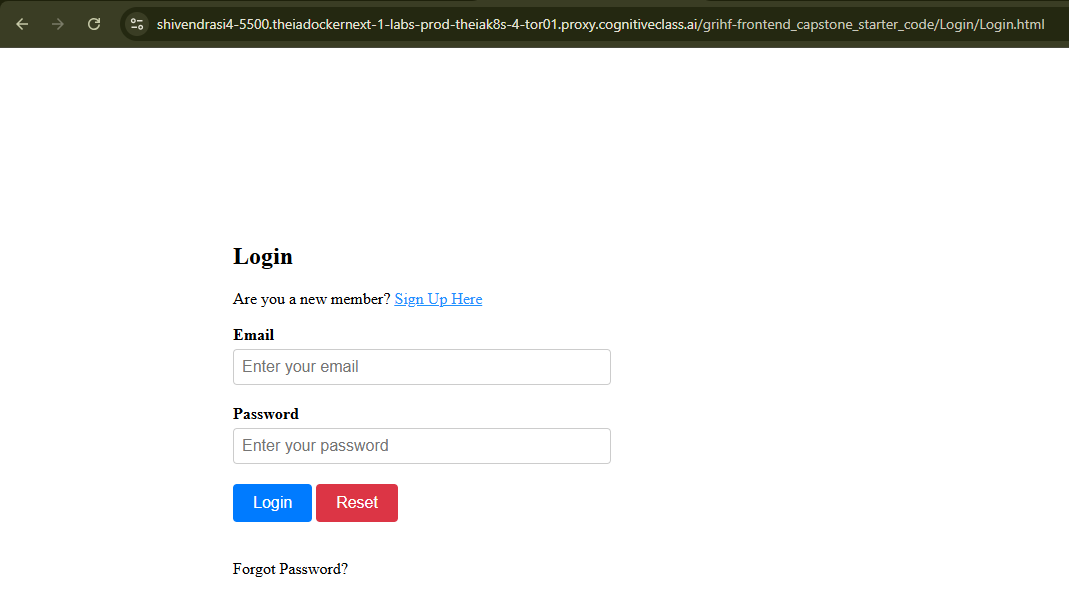 shivendrasi4-5500.theiadockernext-1-labs-prod-theiak8s-4-tor01.proxy.cognitiveclass.ai/grihf-frontend_capstone_starter_code/Login/Login.html
Login
Are you a new member? Sign Up Here
Email
Enter your email
Password
Enter your password
Login Reset
Forgot Password?